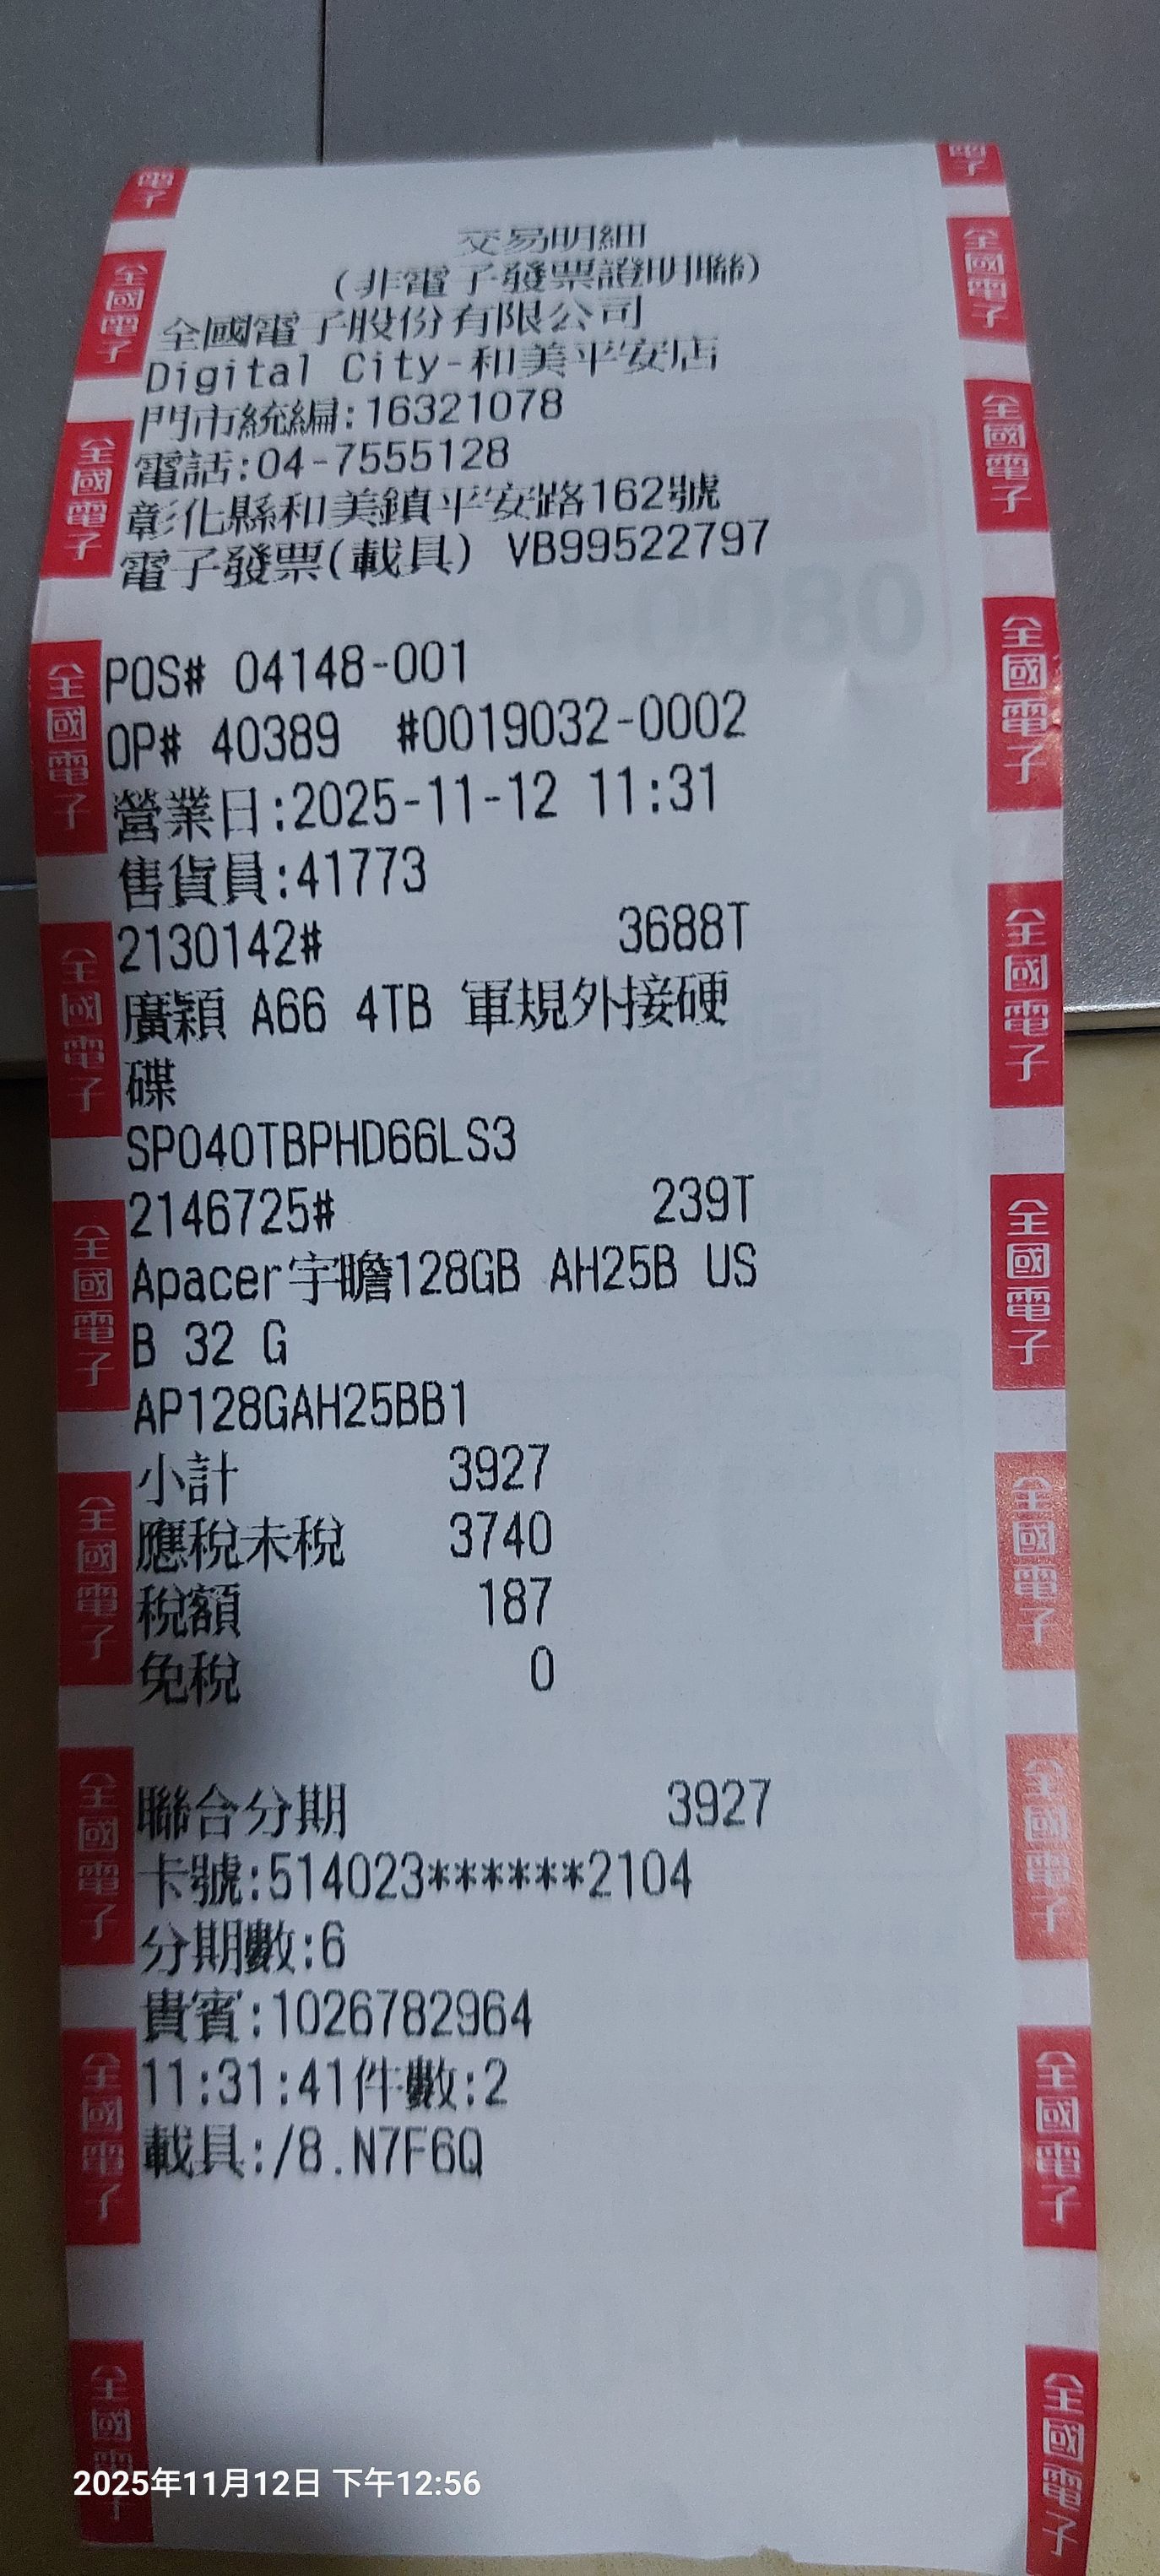 交易明細
(非電子發票證明聯)
全國電子股份有限公司
Digital City-和美平安店
門市統編:16321078
電話:04-7555128
彰化縣和美鎮平安路162號
電子發票(載具) VB99522797
POS# 04148-001
OP# 40389 #0019032-0002
營業日:2025-11-12 11:31
售貨員:41773
2130142# 3688T
廣穎 A66 4TB 軍規外接硬
碟
SP040TBPHD66LS3
2146725# 239T
Apacer宇瞻128GB AH25B US
B 32 G
AP128GAH25BB1
小計 3927
應稅未稅 3740
稅額 187
免稅 0
聯合分期 3927
卡號:514023******2104
分期數:6
貴賓:1026782964
11:31:41件數:2
載具:/8.N7F6Q
全國電子
2025年11月12日 下午12:56